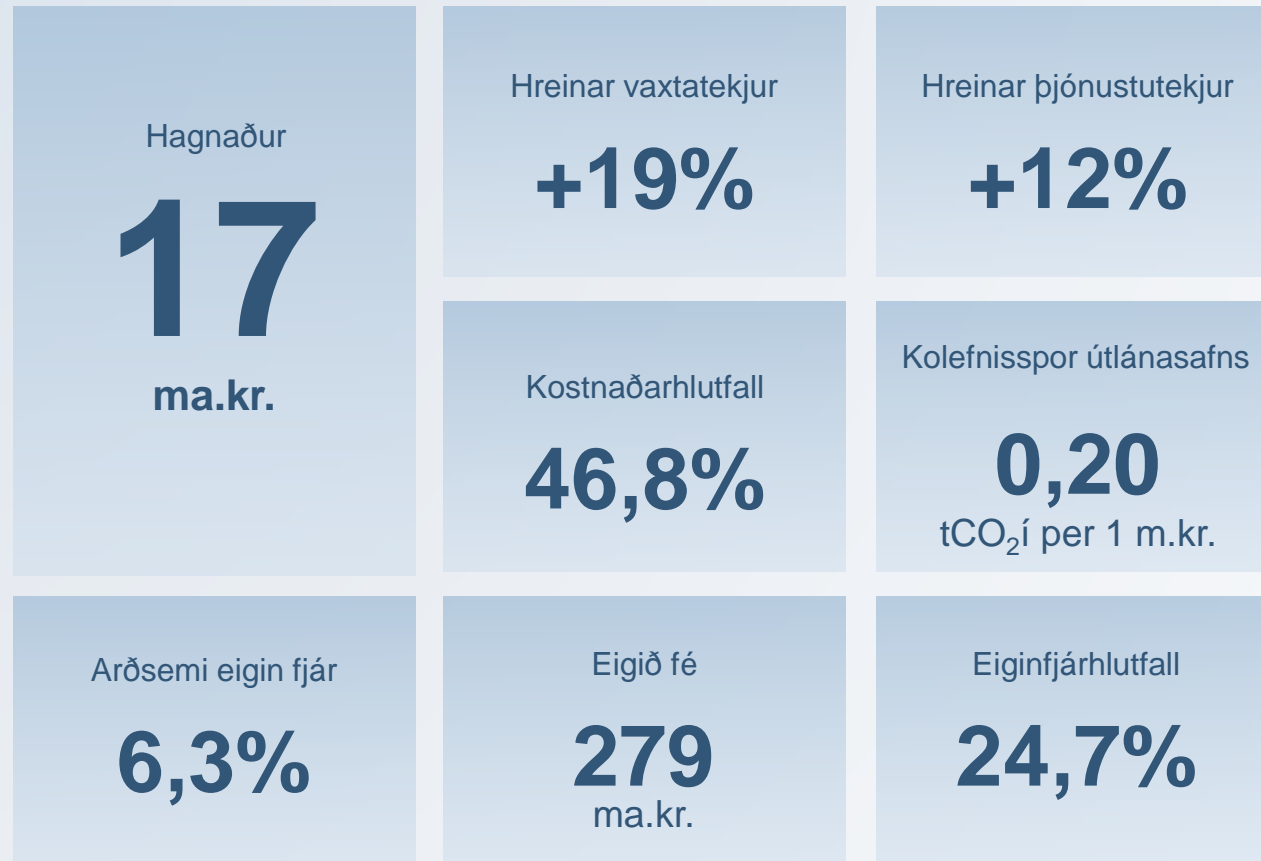 Hagnaður
17
ma.kr.
Hreinar vaxtatekjur
+19%
Hreinar þjónustutekjur
+12%
Kostnaðarhlutfall
46,8%
Kolefnisspor útlánasafns
0,20
tCO₂í per 1 m.kr.
Arðsemi eigin fjár
6,3%
Eigið fé
279
ma.kr.
Eiginfjárhlutfall
24,7%